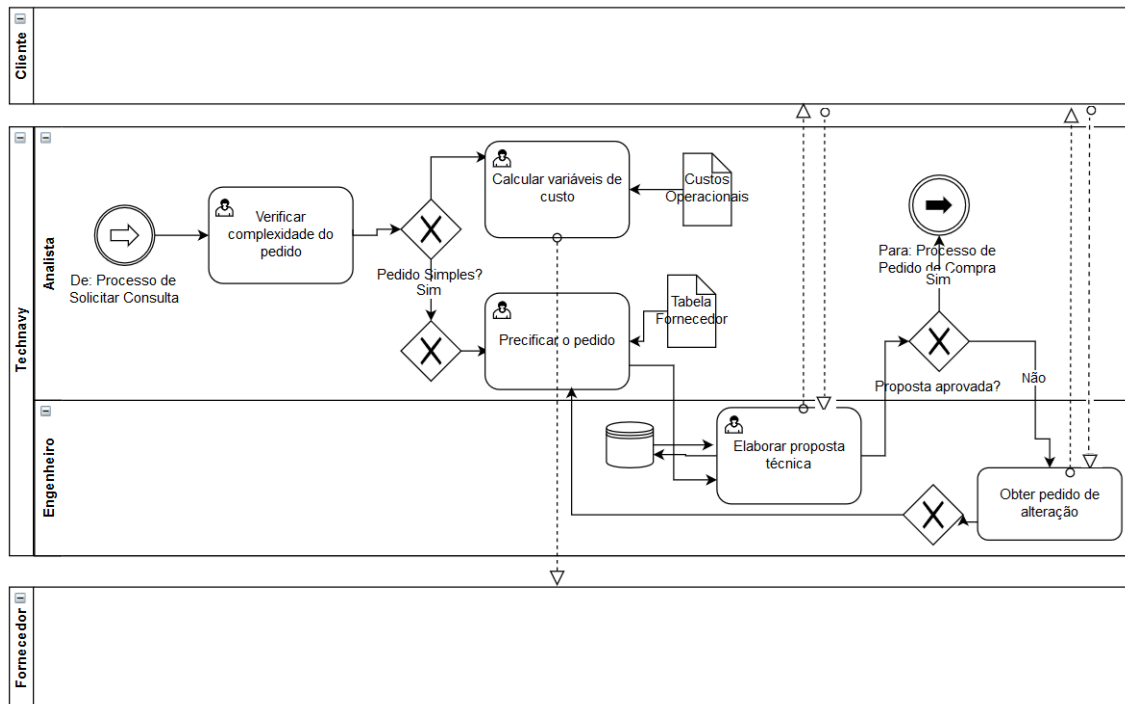 Cliente
Technavy
Analista
Engenheiro
Fornecedor
De: Processo de
Solicitar Consulta
Verificar
complexidade do
pedido
Pedido Simples?
Sim
Calcular variáveis de
custo
Custos
Operacionais
Precificar o pedido
Tabela
Fornecedor
Para: Processo de
Pedido de Compra
Sim
Proposta aprovada?
Não
Elaborar proposta
técnica
Obter pedido de
alteração